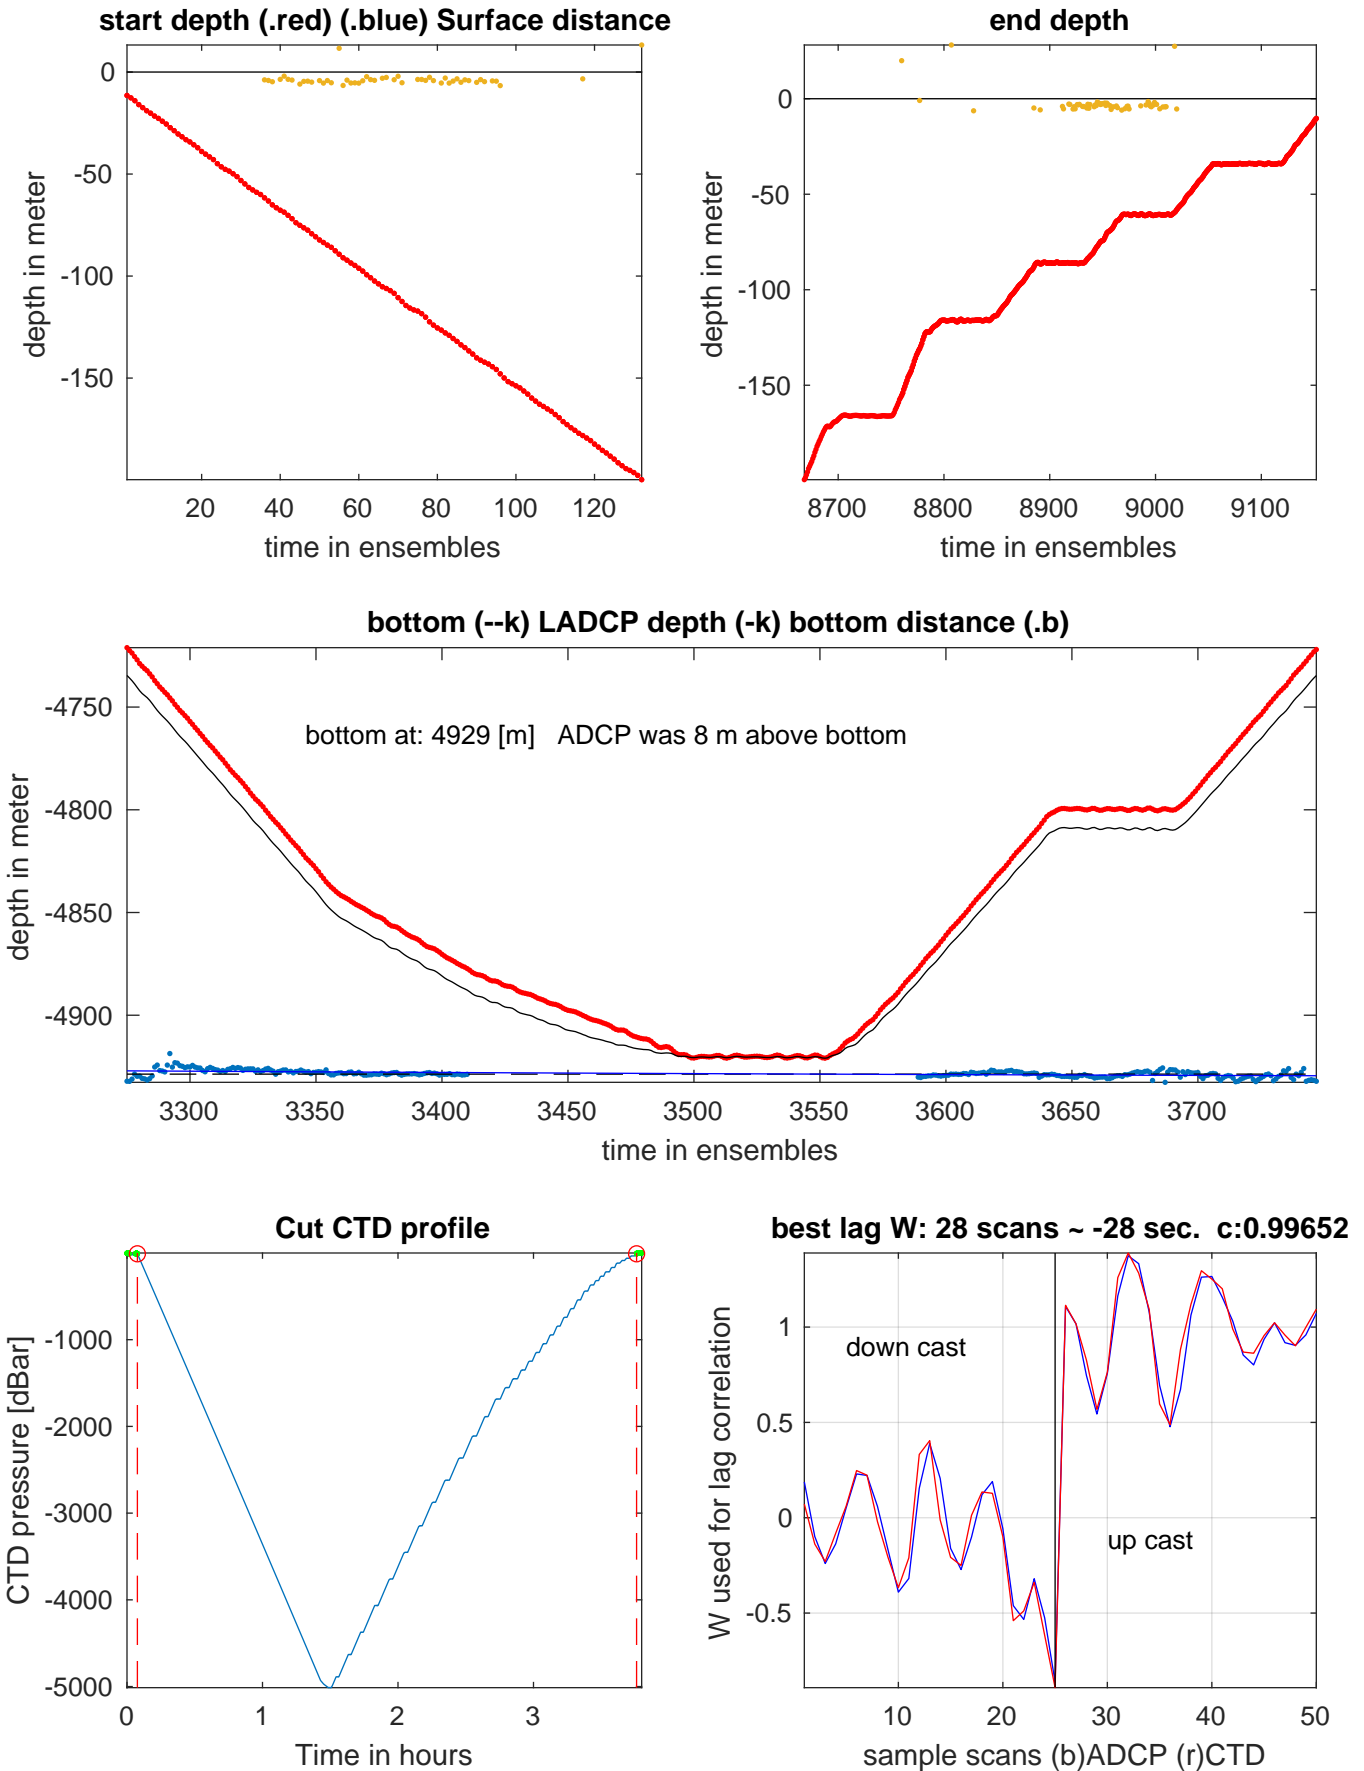 start depth (.red) (.blue) Surface distance
0
-50
-100
-150
depth in meter
20 40 60 80 100 120
time in ensembles
end depth
0
-50
-100
-150
depth in meter
8700 8800 8900 9000 9100
time in ensembles
bottom (--k) LADCP depth (-k) bottom distance (.b)
bottom at: 4929 [m] ADCP was 8 m above bottom
-4750
-4800
-4850
-4900
depth in meter
3300 3350 3400 3450 3500 3550 3600 3650 3700
time in ensembles
Cut CTD profile
-1000
-2000
-3000
-4000
-5000
CTD pressure [dBar]
0 1 2 3
Time in hours
best lag W: 28 scans ~ -28 sec. c:0.99652
1
0.5
0
-0.5
W used for lag correlation
down cast
up cast
10 20 30 40 50
sample scans (b)ADCP (r)CTD